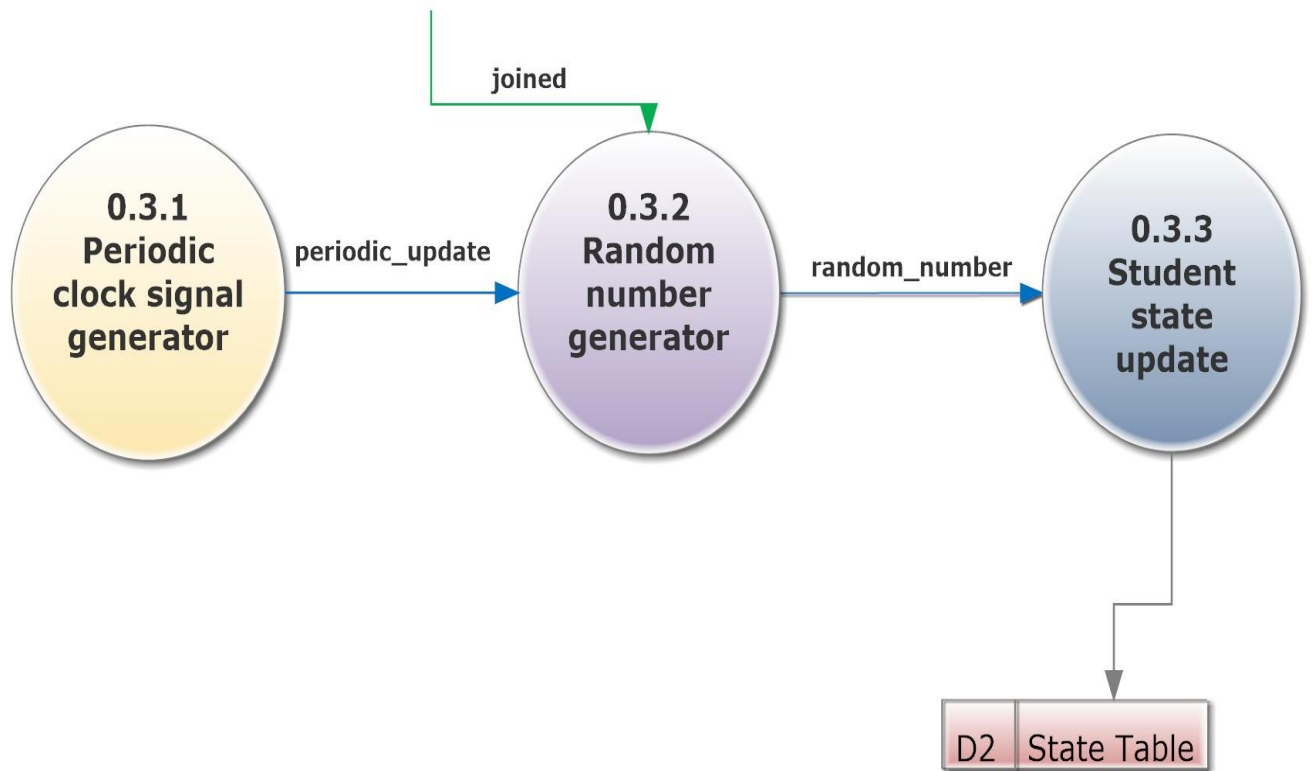 joined
0.3.1
Periodic
clock signal
generator
periodic_update
0.3.2
Random
number
generator
random_number
0.3.3
Student
state
update
D2 State Table